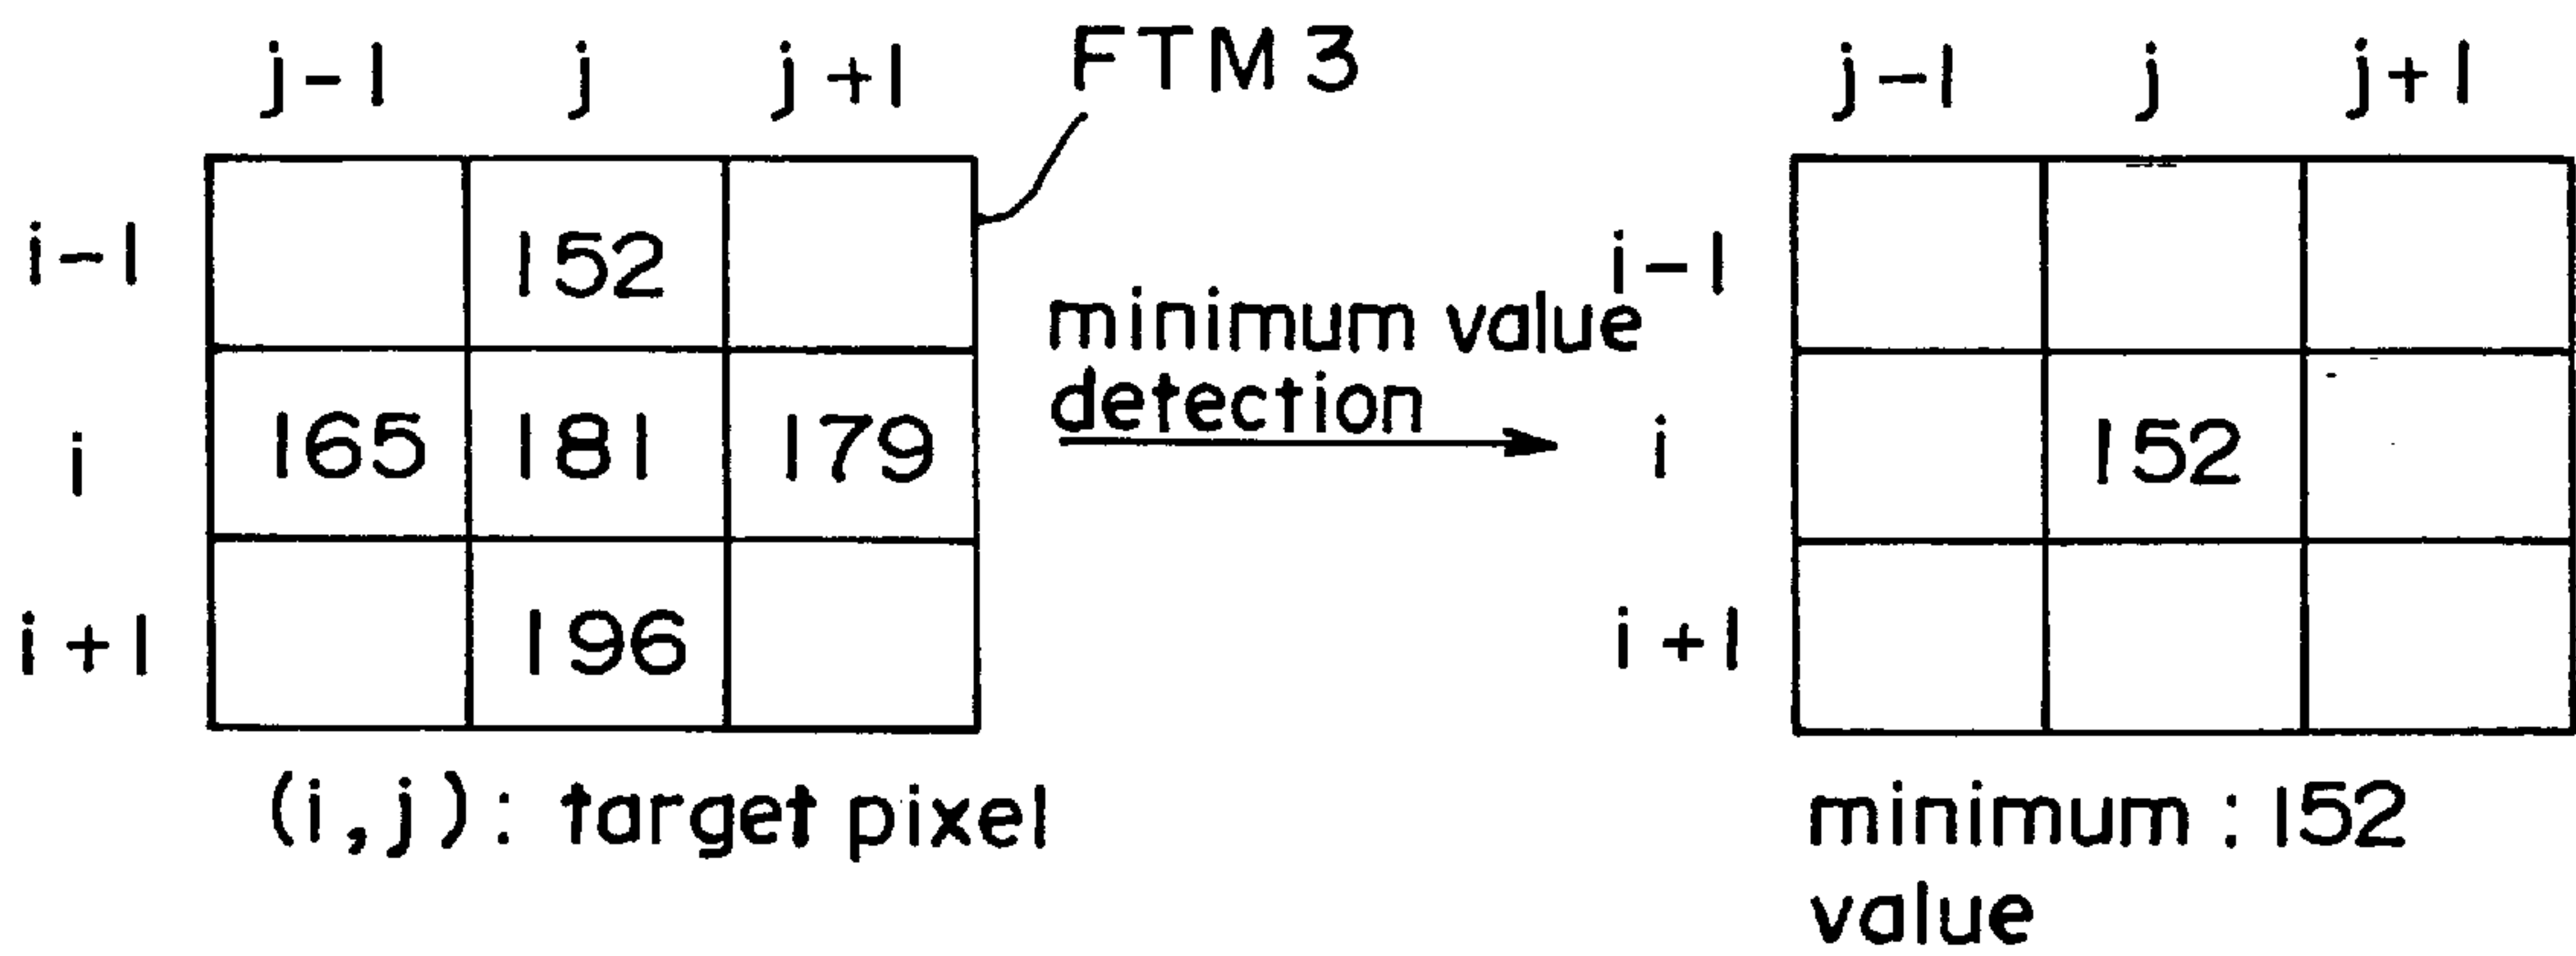 j-1 j j+1 FTM3
i-1 152
i 165 181 179
i+1 196
(i,j): target pixel
minimum value
detection
j-1 j j+1
i-1
i 152
i+1
minimum : 152
value